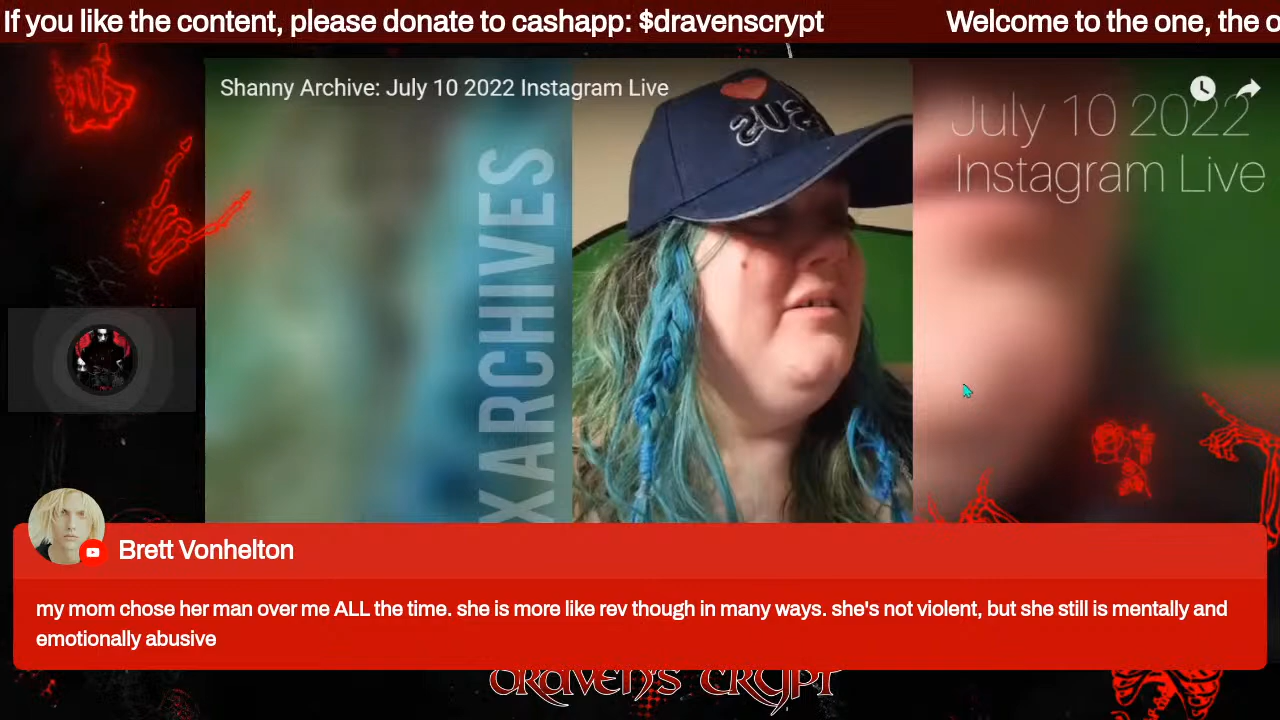 If you like the content, please donate to cashapp: $dravenscrypt
Welcome to the one, the o
Shanny Archive: July 10 2022 Instagram Live
July 10 2022
Instagram Live
XARCHIVES
Brett Vonhelton
my mom chose her man over me ALL the time. she is more like rev though in many ways. she's not violent, but she still is mentally and
emotionally abusive
DRAVEN'S CRYPT